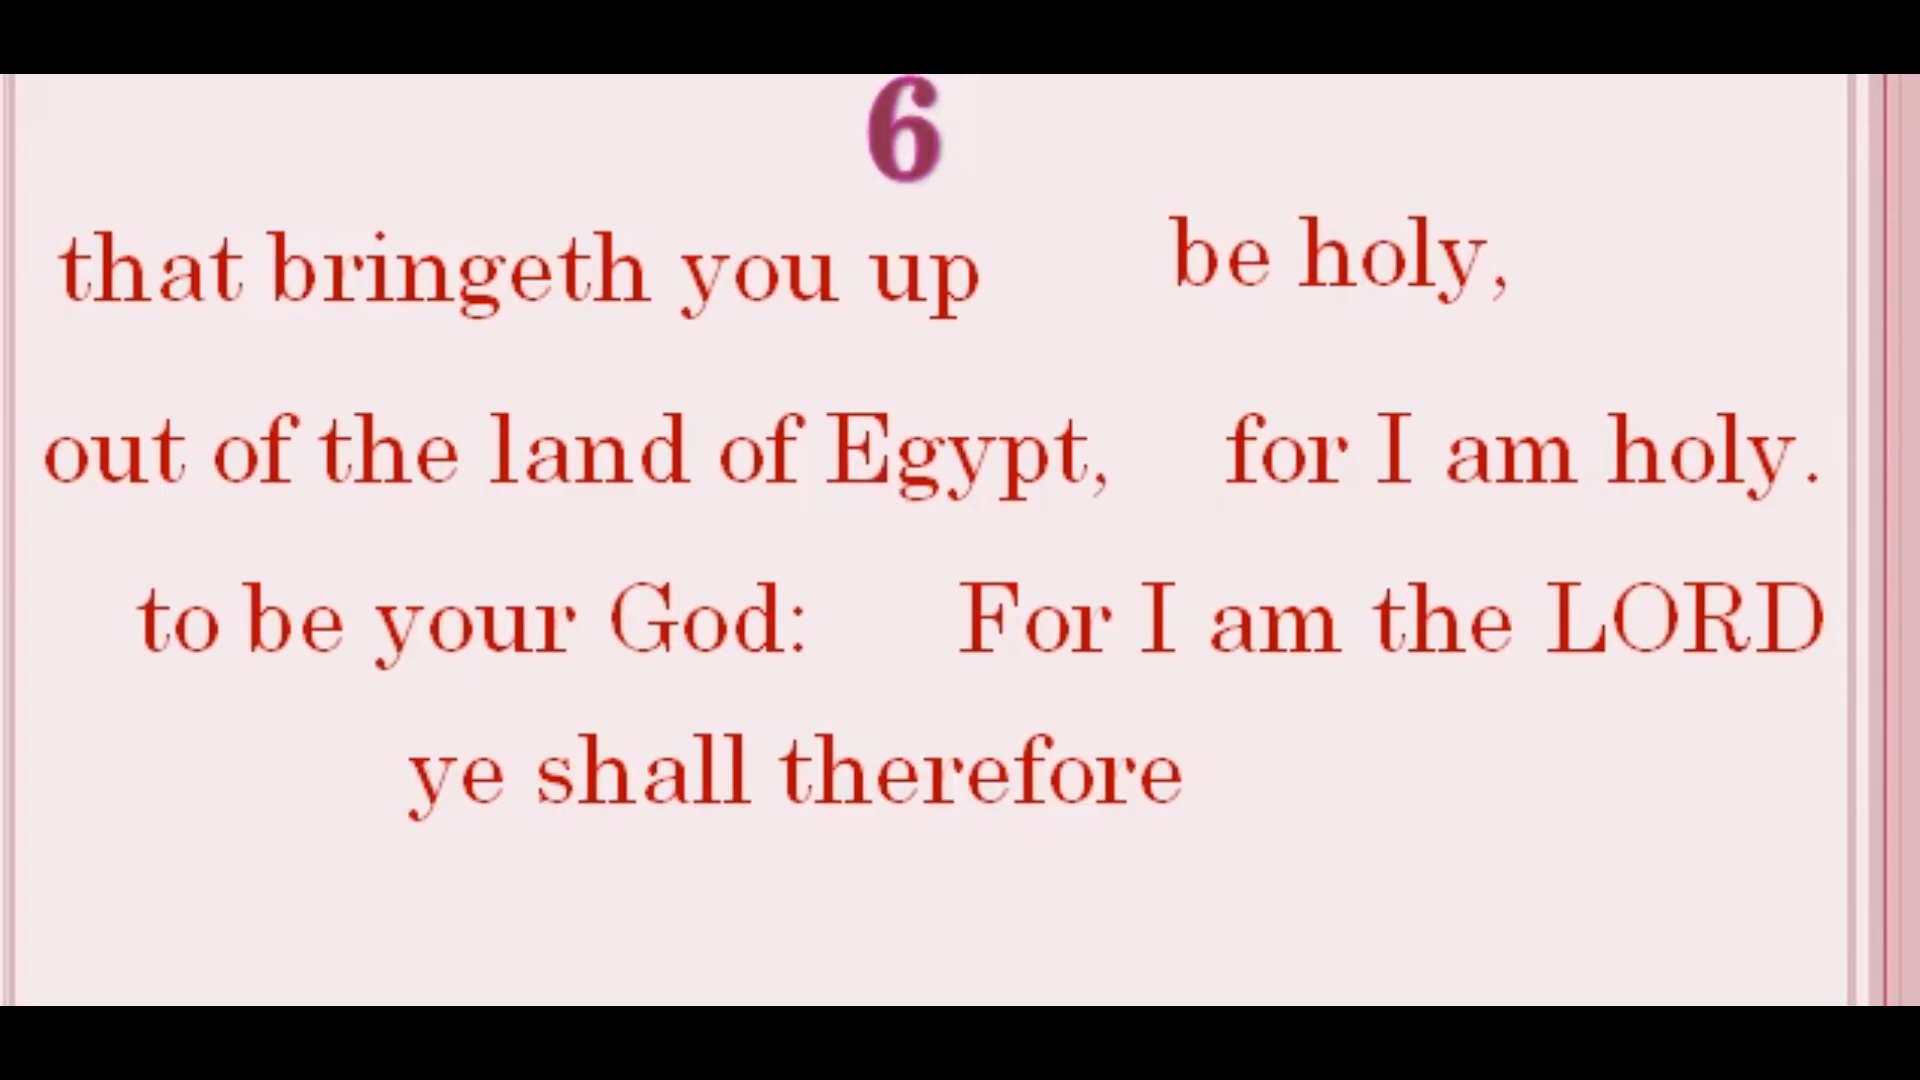 6
that bringeth you up be holy,
out of the land of Egypt, for I am holy.
to be your God: For I am the LORD
ye shall therefore